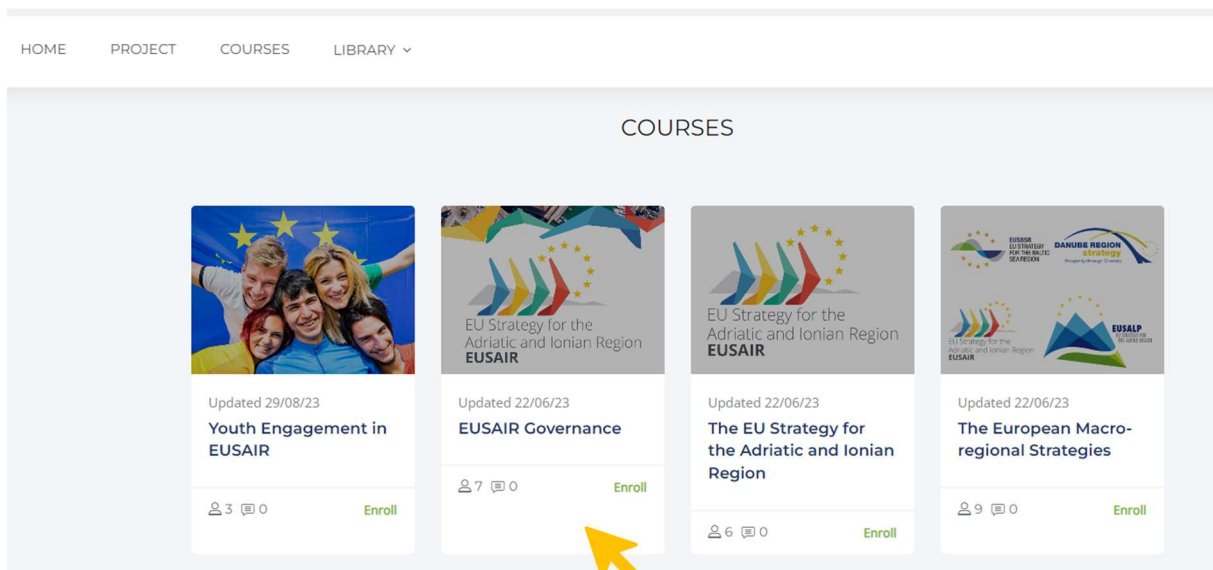 HOME PROJECT COURSES LIBRARY
COURSES
EU Strategy for the
Adriatic and Ionian Region
EUSAIR
EU Strategy for the
Adriatic and Ionian Region
EUSAIR
EUSBSR
EU STRATEGY
FOR THE BALTIC
SEA REGION
DANUBE REGION
strategy
EU Strategy for the
Adriatic and Ionian Region
EUSAIR
EUSALP
Updated 29/08/23
Youth Engagement in
EUSAIR
3 0 Enroll
Updated 22/06/23
EUSAIR Governance
7 0 Enroll
Updated 22/06/23
The EU Strategy for
the Adriatic and Ionian
Region
6 0 Enroll
Updated 22/06/23
The European Macro-
regional Strategies
9 0 Enroll